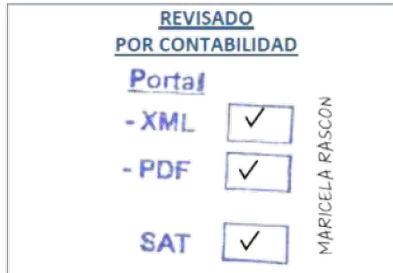 REVISADO
POR CONTABILIDAD
Portal
- XML ✓
- PDF ✓
SAT ✓
MARICELA RASCON